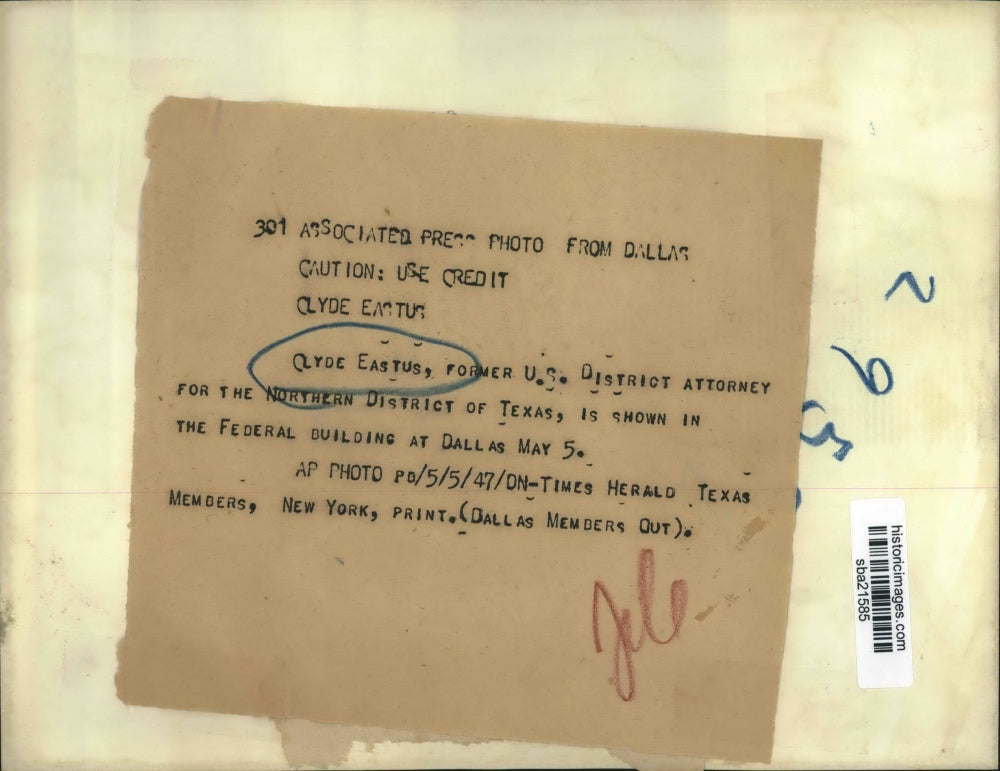 301 ASSOCIATED PRESS PHOTO FROM DALLAS
CAUTION: USE CREDIT
CLYDE EASTUS
CLYDE EASTUS, FORMER U.S. DISTRICT ATTORNEY
FOR THE NORTHERN DISTRICT OF TEXAS, IS SHOWN IN
THE FEDERAL BUILDING AT DALLAS MAY 5.
AP PHOTO PD/5/5/47/DN-TIMES HERALD TEXAS
MEMBERS, NEW YORK, PRINT.(DALLAS MEMBERS OUT).
historicimages.com
sba21585